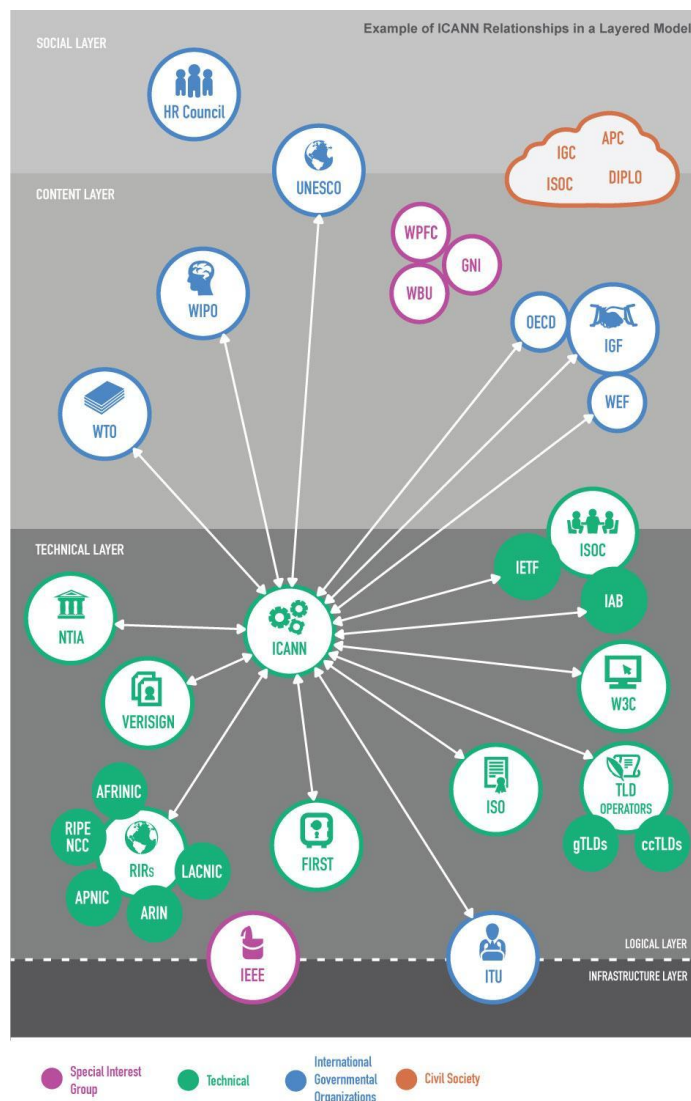 Example of ICANN Relationships in a Layered Model
SOCIAL LAYER
HR Council
UNESCO
APC
IGC
ISOC
DIPLO
CONTENT LAYER
WPFC
GNI
WBU
WIPO
OECD
IGF
WEF
WTO
TECHNICAL LAYER
ISOC
IETF
IAB
NTIA
ICANN
W3C
VERISIGN
TLD
OPERATORS
gTLDs
ccTLDs
ISO
FIRST
AFRINIC
RIPE
NCC
RIRs
LACNIC
APNIC
ARIN
IEEE
ITU
LOGICAL LAYER
INFRASTRUCTURE LAYER
Special Interest
Group
Technical
International
Governmental
Organizations
Civil Society